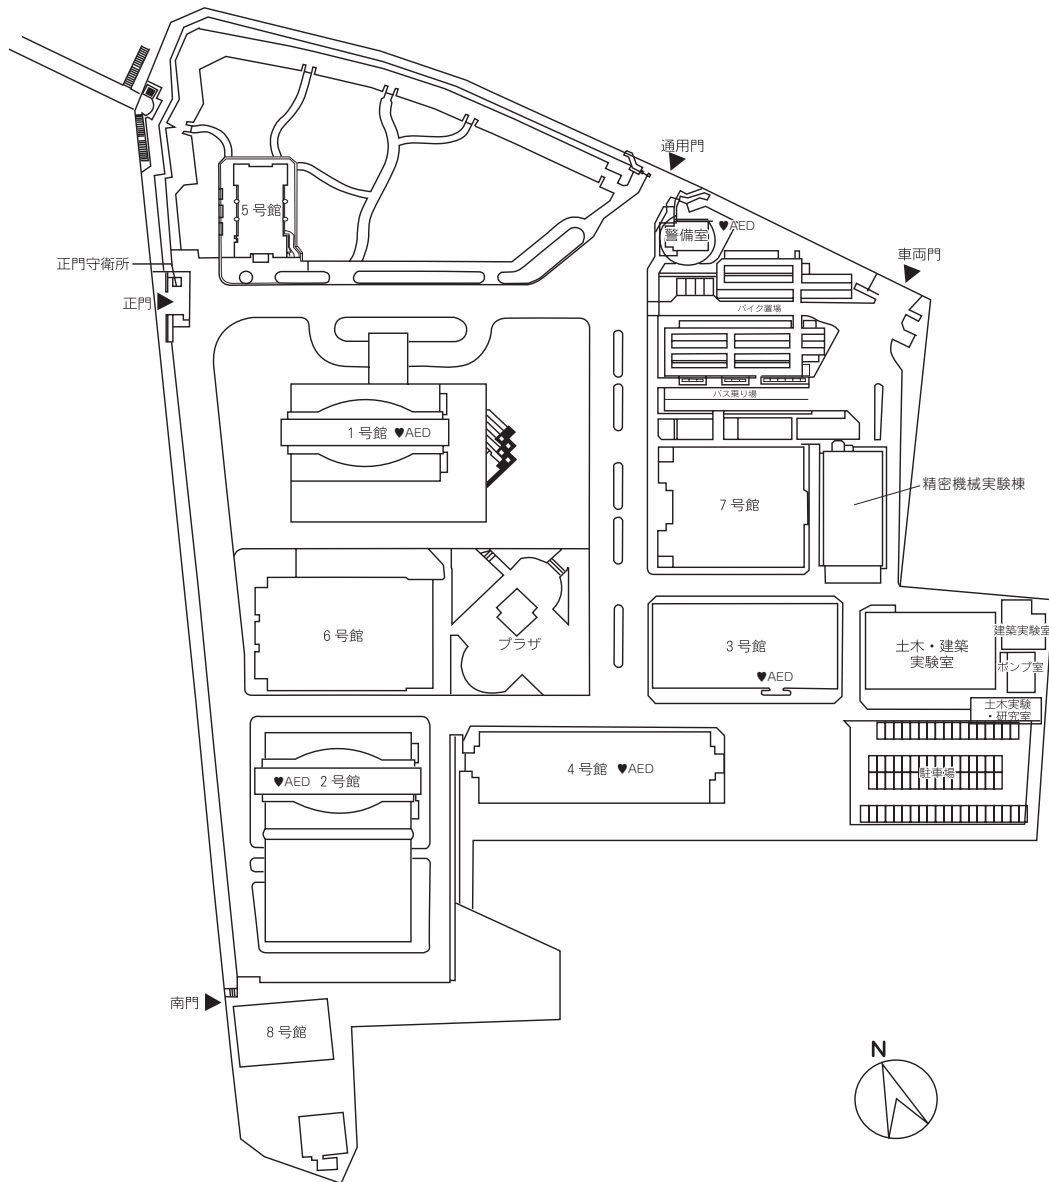 通用門
♥AED
警備室
5 号館
車両門
正門守衛所
正門
バイク置場
バス乗り場
1 号館 ♥AED
精密機械実験棟
7 号館
建築実験室
6 号館
プラザ
3 号館
土木・建築
実験室
ポンプ室
♥AED
土木実験
・研究室
4 号館 ♥AED
駐車場
♥AED 2 号館
南門
8 号館
N